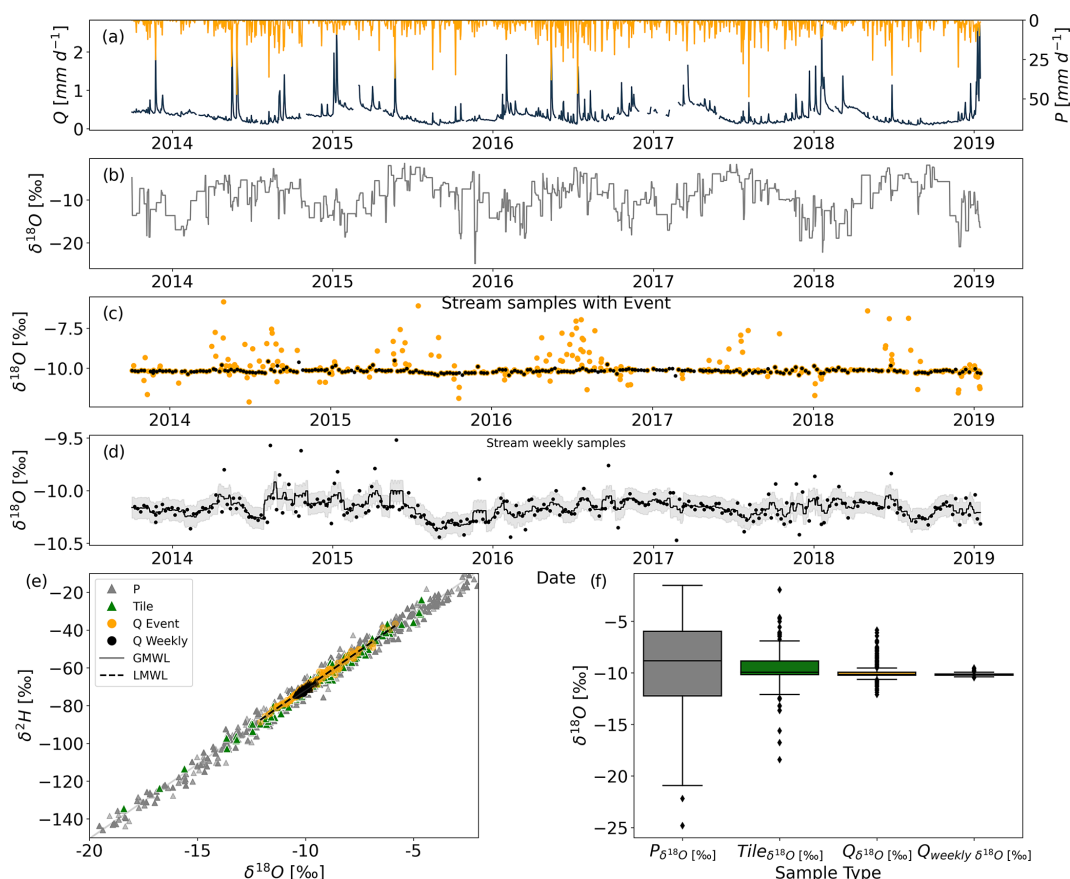 (a)
Q [mm d⁻¹]
2
1
0
0
25
50
P [mm d⁻¹]
2014 2015 2016 2017 2018 2019
(b)
δ¹⁸O [‰]
−10
−20
2014 2015 2016 2017 2018 2019
Stream samples with Event
(c)
δ¹⁸O [‰]
−7.5
−10.0
2014 2015 2016 2017 2018 2019
Stream weekly samples
(d)
δ¹⁸O [‰]
−9.5
−10.0
−10.5
2014 2015 2016 2017 2018 2019
Date
(e)
P
Tile
Q Event
Q Weekly
GMWL
LMWL
δ²H [‰]
−20
−40
−60
−80
−100
−120
−140
-20 -15 -10 -5
δ¹⁸O [‰]
(f)
δ¹⁸O [‰]
−5
−10
−15
−20
−25
P δ¹⁸O [‰] Tile δ¹⁸O [‰] Q δ¹⁸O [‰] Q weekly δ¹⁸O [‰]
Sample Type